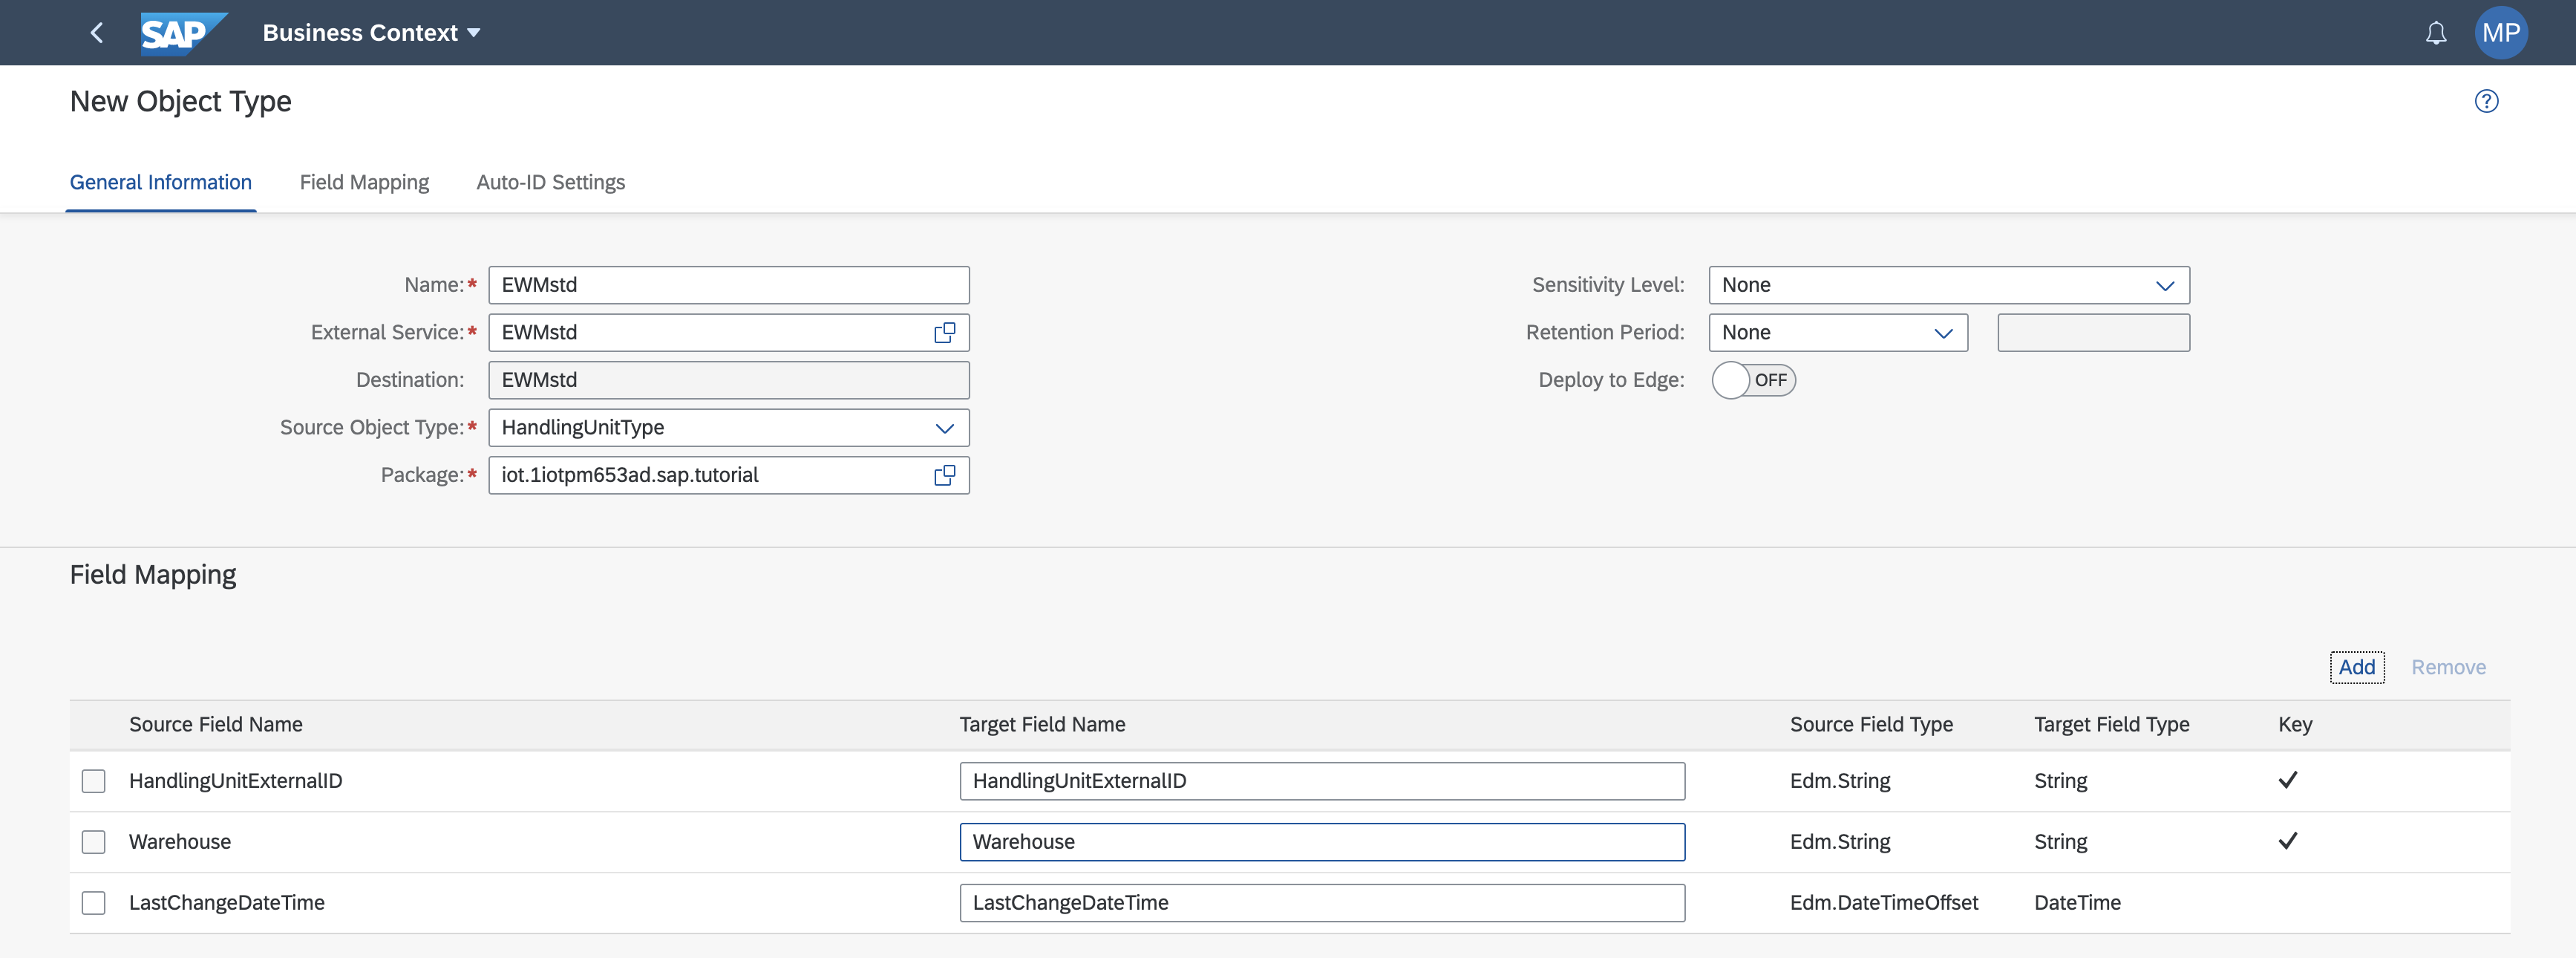 SAP Business Context MP
New Object Type ?
General Information Field Mapping Auto-ID Settings
Name:* EWMstd Sensitivity Level: None
External Service:* EWMstd Retention Period: None
Destination: EWMstd Deploy to Edge: OFF
Source Object Type:* HandlingUnitType
Package:* iot.1iotpm653ad.sap.tutorial
Field Mapping
Add Remove
Source Field Name Target Field Name Source Field Type Target Field Type Key
HandlingUnitExternalID HandlingUnitExternalID Edm.String String
Warehouse Warehouse Edm.String String
LastChangeDateTime LastChangeDateTime Edm.DateTimeOffset DateTime